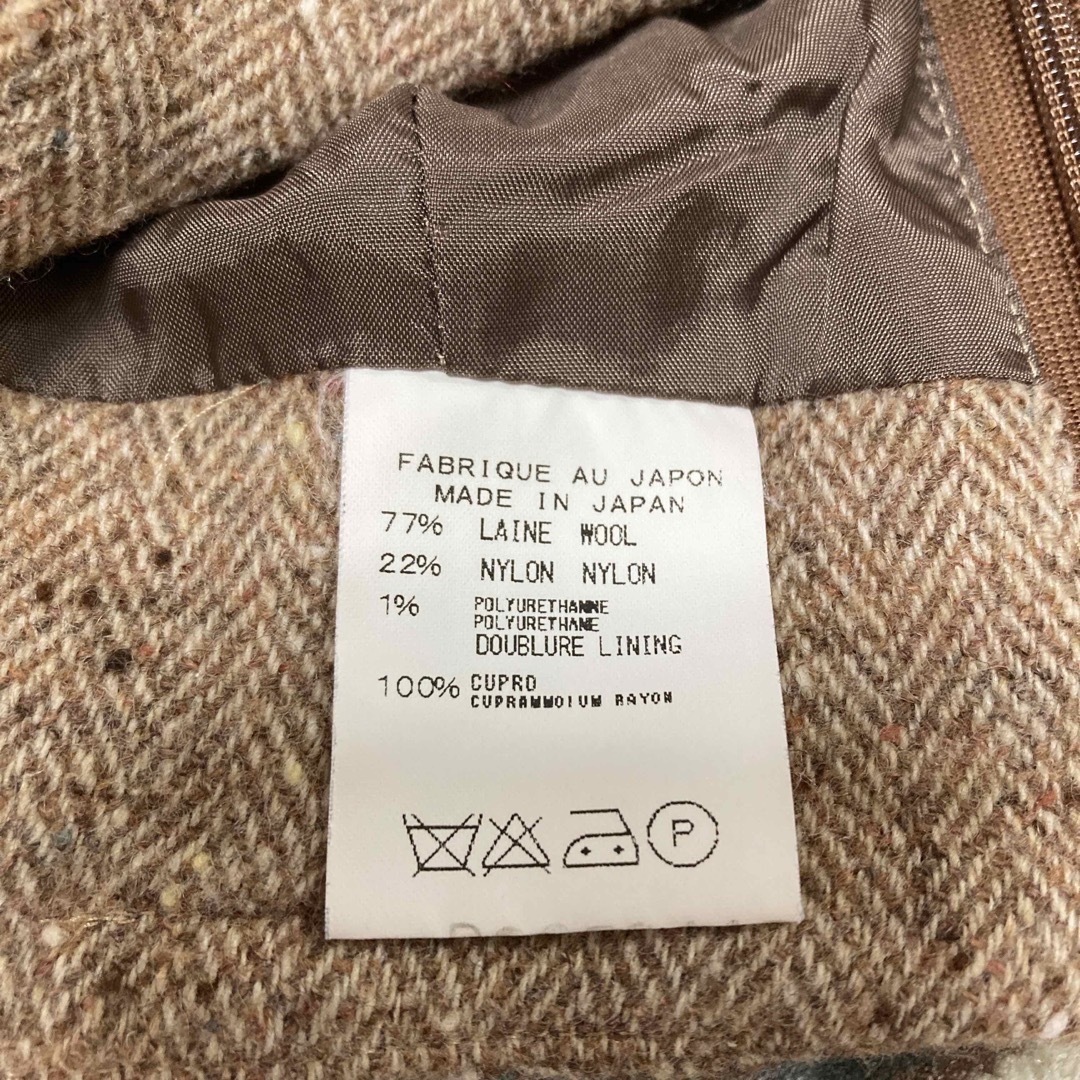 FABRIQUE AU JAPON
MADE IN JAPAN
77% LAINE WOOL
22% NYLON NYLON
1% POLYURETHANNE
POLYURETHANE
DOUBLURE LINING
100% CUPRO
CUPRAMMOIUM RAYON
P